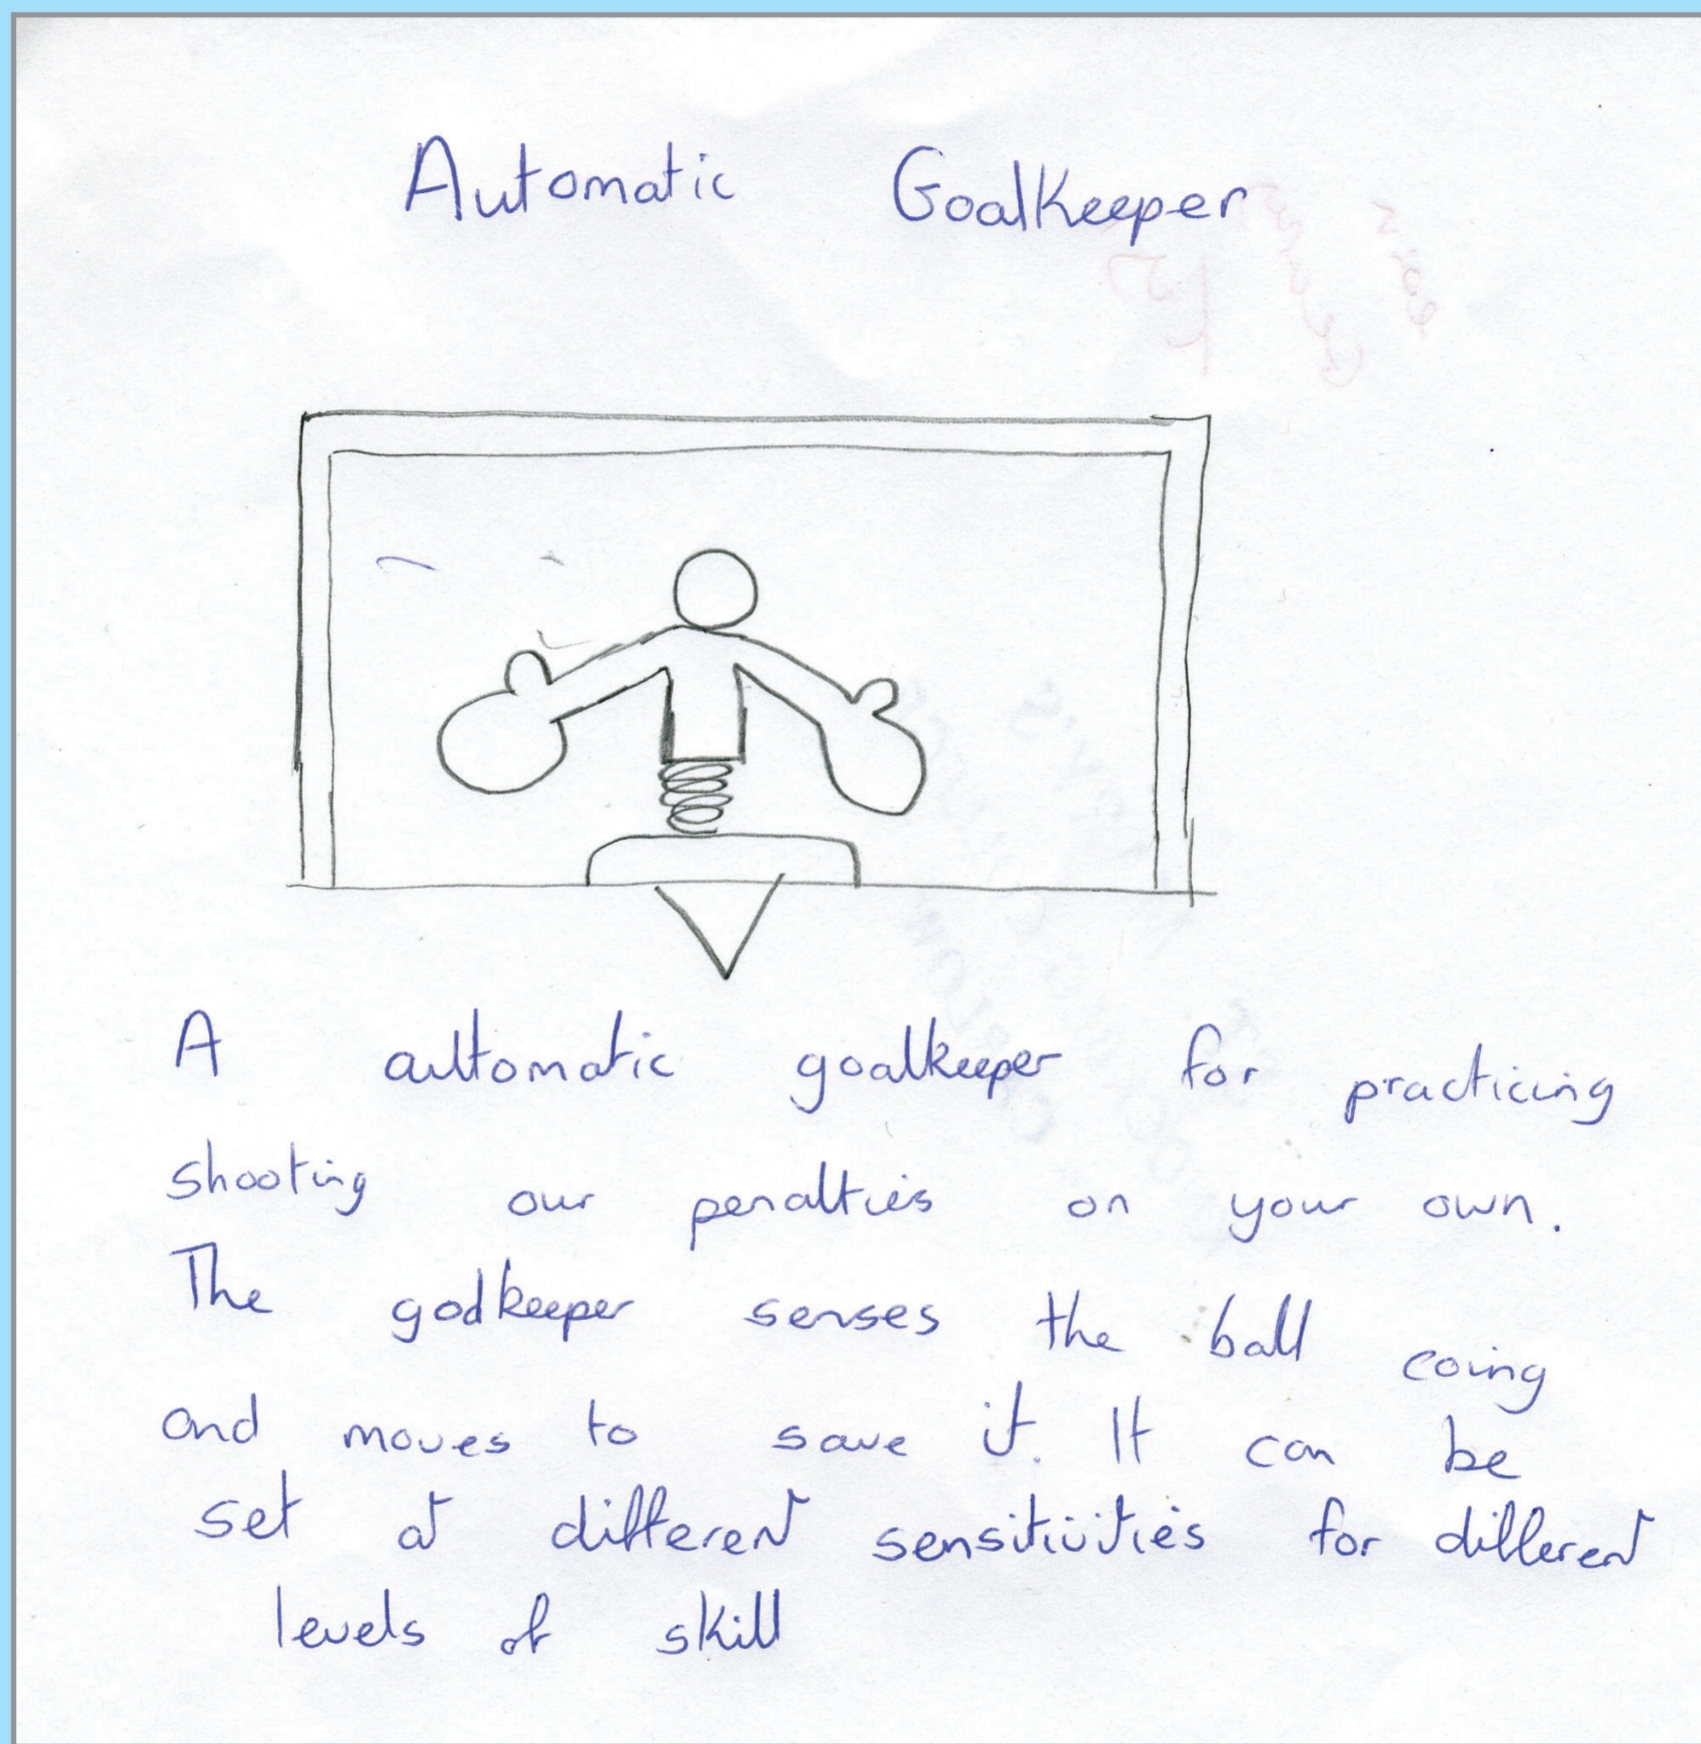 Automatic Goalkeeper
A automatic goalkeeper for practicing
shooting our penalties on your own.
The goalkeeper senses the ball coing
and moves to save it. It can be
set at different sensitivities for different
levels of skill